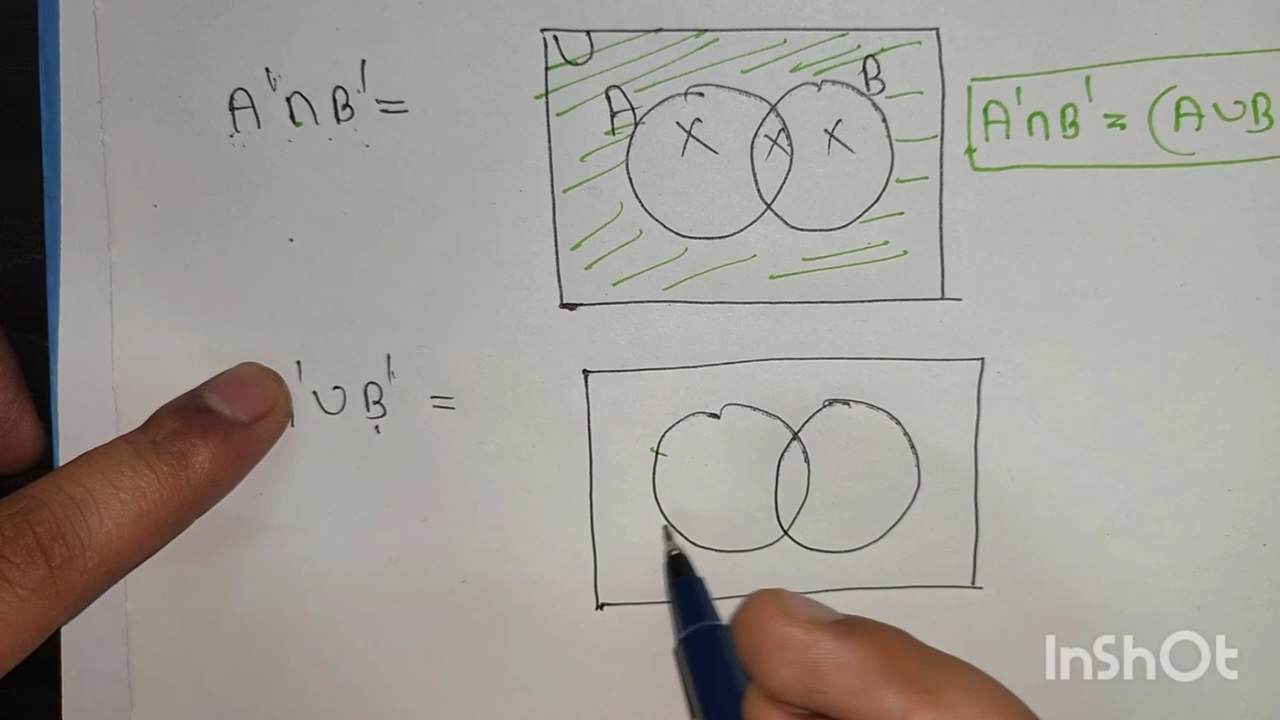 A'∩B'=
U
A
B
X X X
A'∩B' = (A∪B
'∪B' =
InShOt